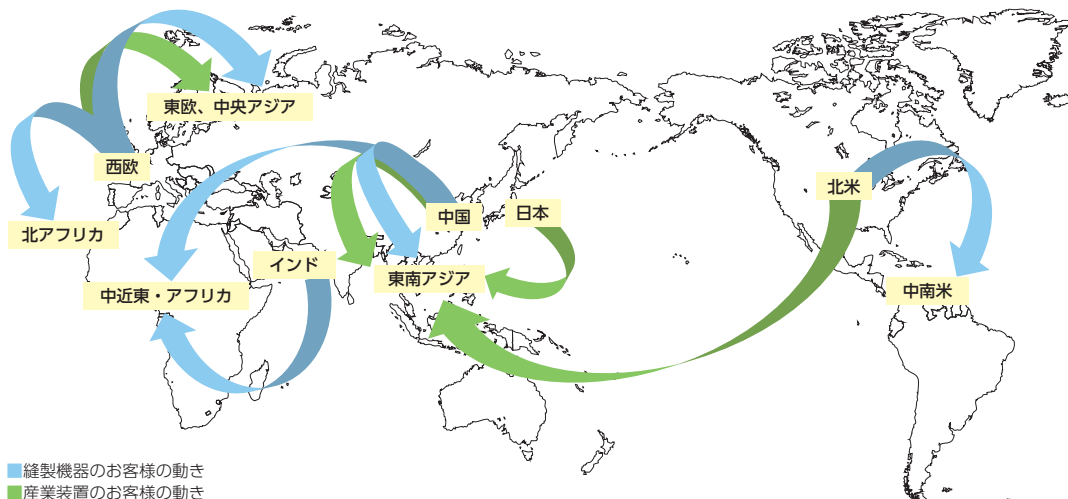 東欧、中央アジア
西欧
北米
中国
日本
北アフリカ
インド
東南アジア
中近東・アフリカ
中南米
縫製機器のお客様の動き
産業装置のお客様の動き